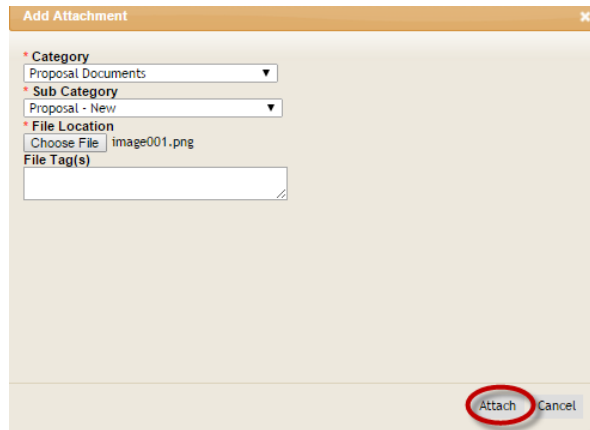 Add Attachment
* Category
Proposal Documents
* Sub Category
Proposal - New
* File Location
Choose File image001.png
File Tag(s)
Attach Cancel